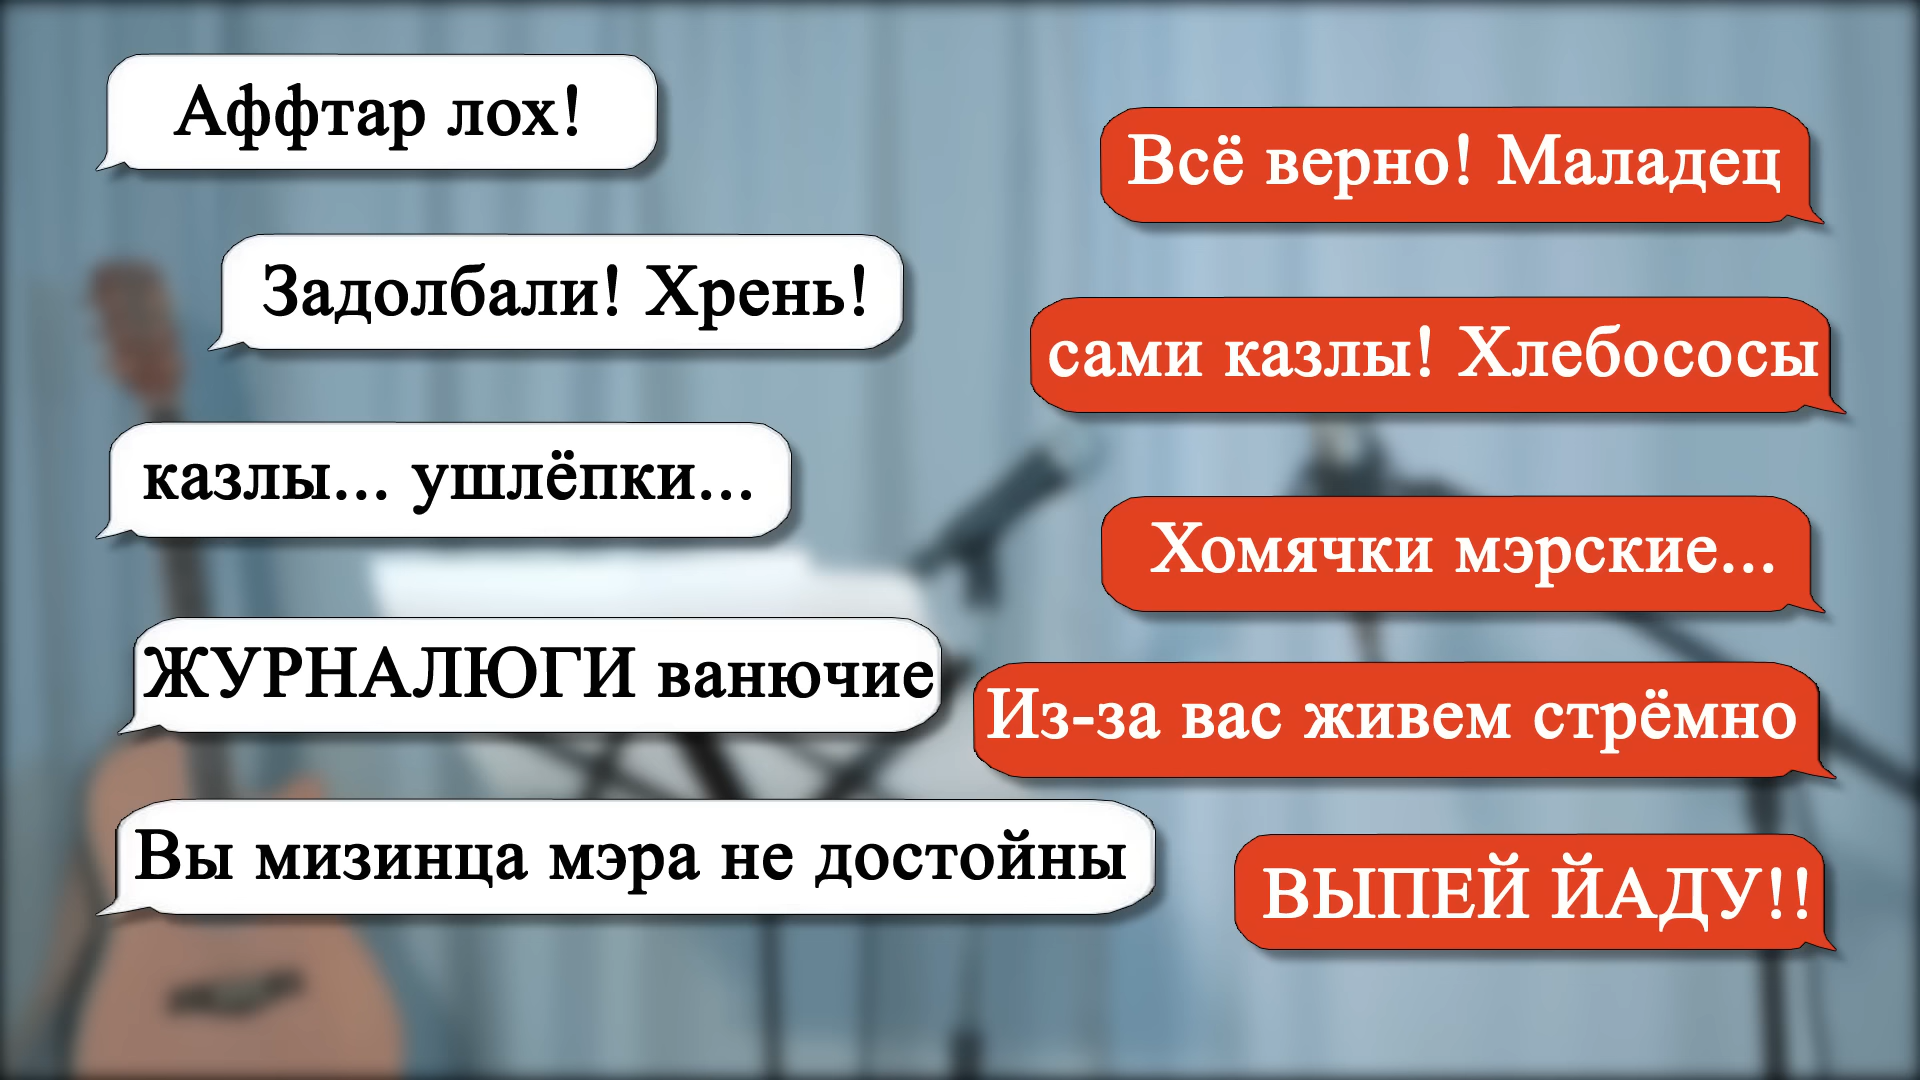 Аффтар лох!
Всё верно! Маладец
Задолбали! Хрень!
сами казлы! Хлебососы
казлы... ушлёпки...
Хомячки мэрские...
ЖУРНАЛЮГИ ванючие
Из-за вас живем стрёмно
Вы мизинца мэра не достойны
ВЫПЕЙ ЙАДУ!!